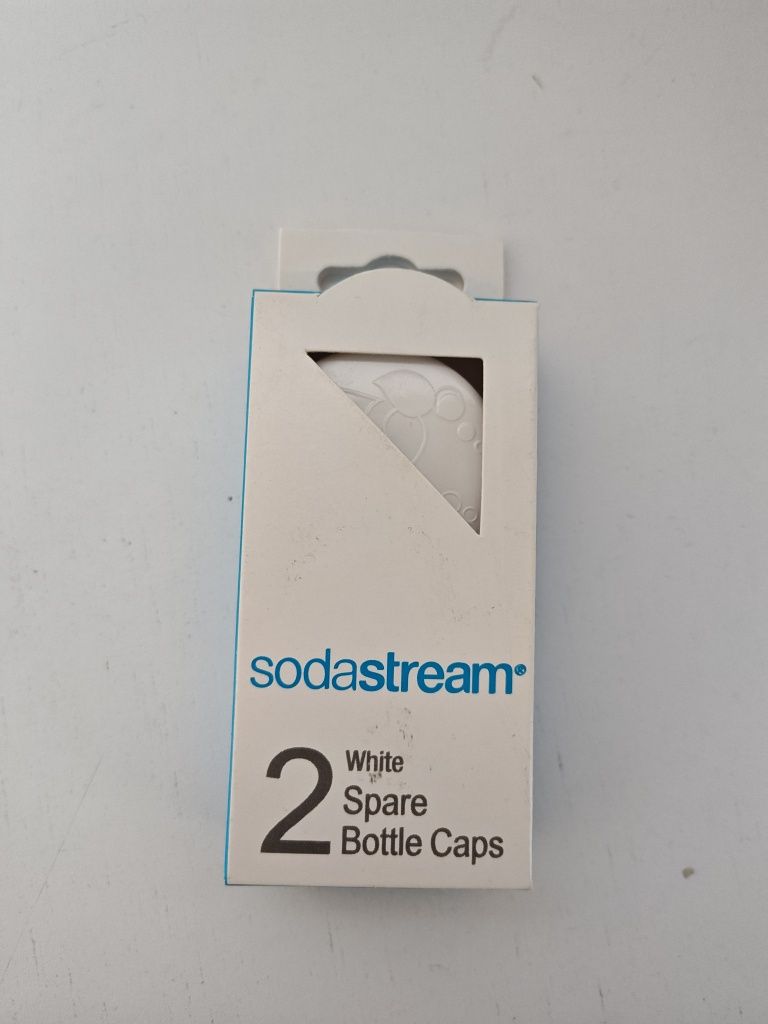 sodastream®
2 White
Spare
Bottle Caps